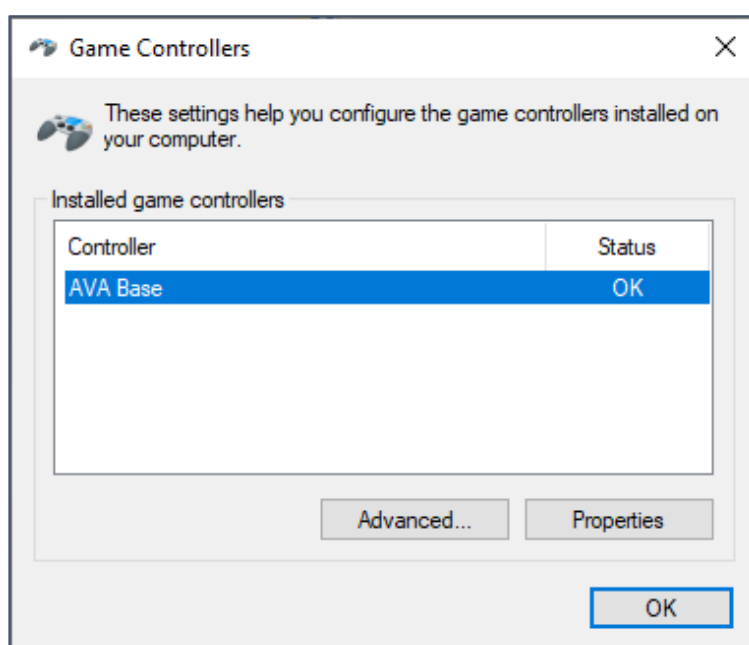 Game Controllers
These settings help you configure the game controllers installed on
your computer.
Installed game controllers
Controller Status
AVA Base OK
Advanced... Properties
OK